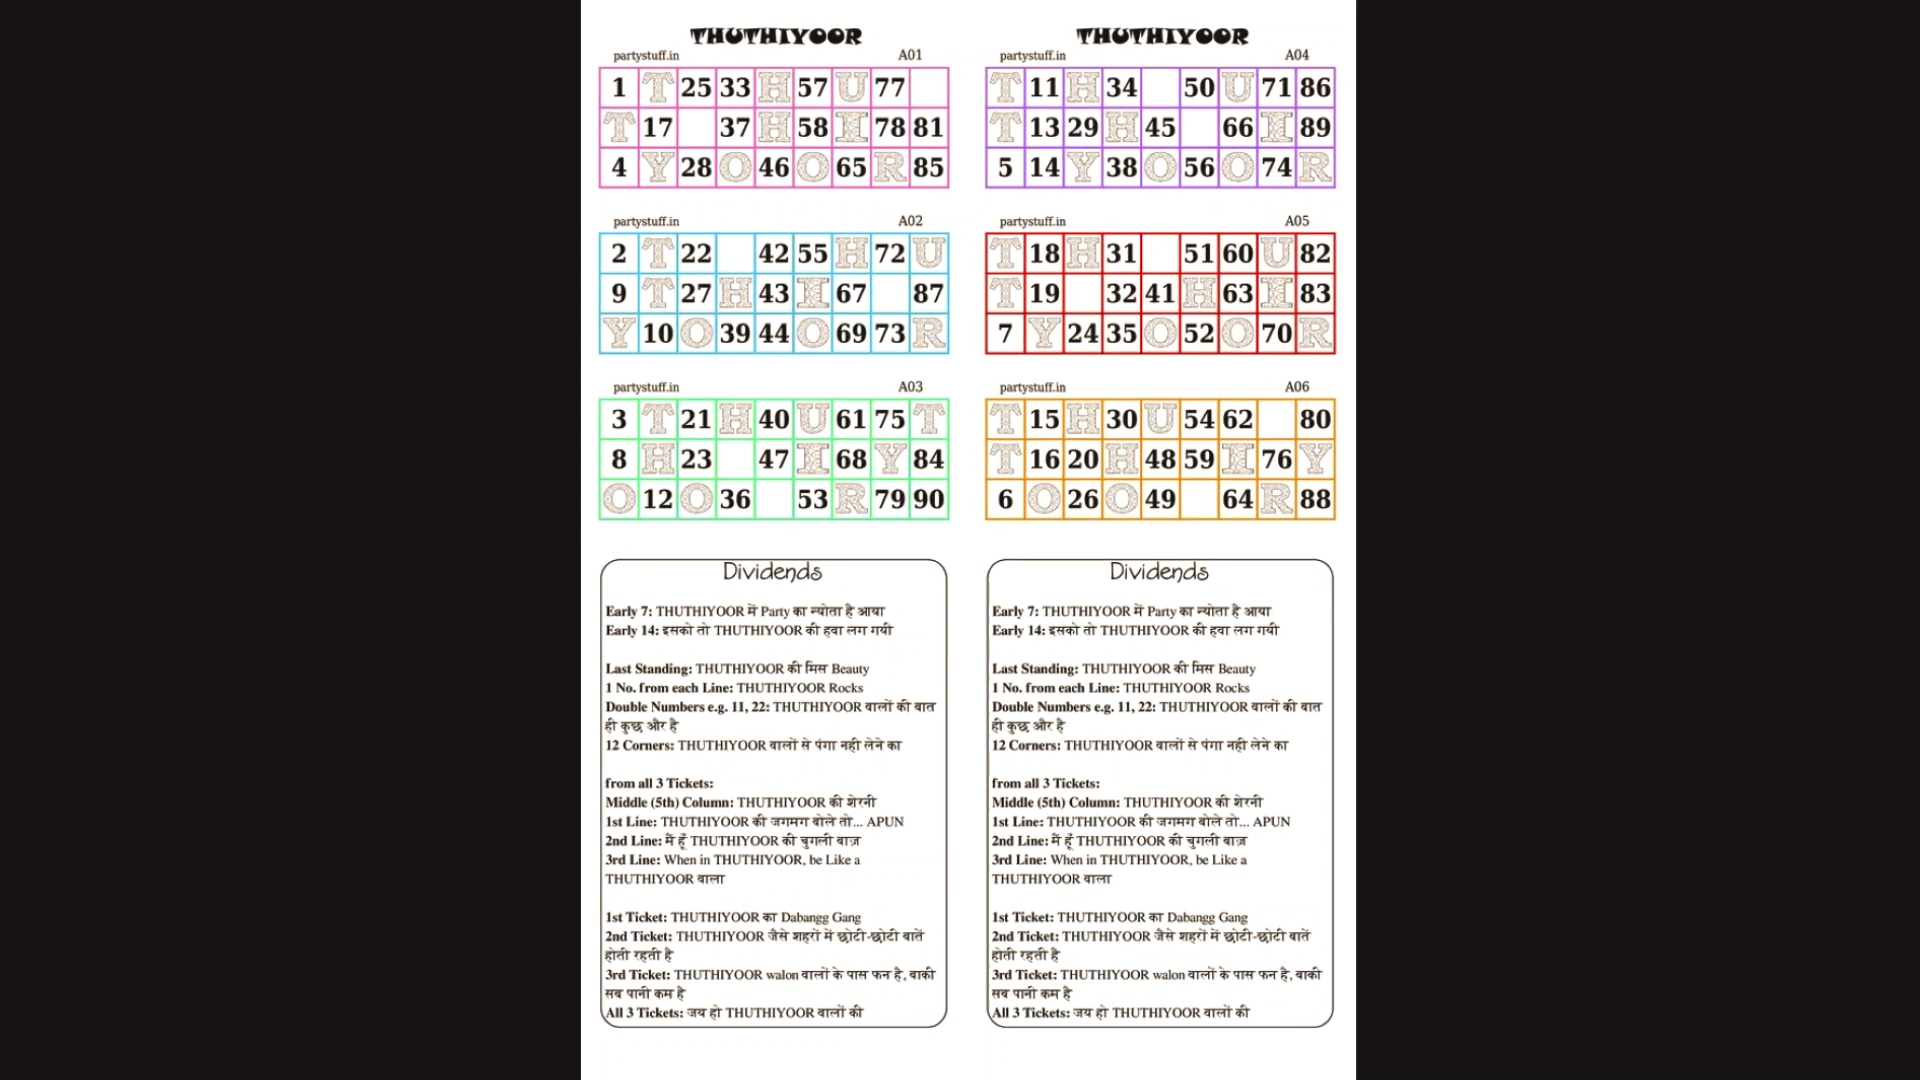 THUTHIYOOR
partystuff.in A01
1 T 25 33 H 57 U 77
T 17 37 H 58 I 78 81
4 Y 28 O 46 O 65 R 85
partystuff.in A02
2 T 22 42 55 H 72 U
9 T 27 H 43 I 67 87
Y 10 O 39 44 O 69 73 R
partystuff.in A03
3 T 21 H 40 U 61 75 T
8 H 23 47 I 68 Y 84
O 12 O 36 53 R 79 90
Dividends
Early 7: THUTHIYOOR में Party का न्योता है आया
Early 14: इसको तो THUTHIYOOR की हवा लग गयी
Last Standing: THUTHIYOOR की मिस Beauty
1 No. from each Line: THUTHIYOOR Rocks
Double Numbers e.g. 11, 22: THUTHIYOOR वालों की बात
ही कुछ और है
12 Corners: THUTHIYOOR वालों से पंगा नही लेने का
from all 3 Tickets:
Middle (5th) Column: THUTHIYOOR की शेरनी
1st Line: THUTHIYOOR की जगमग बोले तो... APUN
2nd Line: मैं हूँ THUTHIYOOR की चुगली बाज़
3rd Line: When in THUTHIYOOR, be Like a
THUTHIYOOR वाला
1st Ticket: THUTHIYOOR का Dabangg Gang
2nd Ticket: THUTHIYOOR जैसे शहरों में छोटी-छोटी बातें
होती रहती है
3rd Ticket: THUTHIYOOR walon वालों के पास फन है, बाकी
सब पानी कम है
All 3 Tickets: जय हो THUTHIYOOR वालों की
THUTHIYOOR
partystuff.in A04
T 11 H 34 50 U 71 86
T 13 29 H 45 66 I 89
5 14 Y 38 O 56 O 74 R
partystuff.in A05
T 18 H 31 51 60 U 82
T 19 32 41 H 63 I 83
7 Y 24 35 O 52 O 70 R
partystuff.in A06
T 15 H 30 U 54 62 80
T 16 20 H 48 59 I 76 Y
6 O 26 O 49 64 R 88
Dividends
Early 7: THUTHIYOOR में Party का न्योता है आया
Early 14: इसको तो THUTHIYOOR की हवा लग गयी
Last Standing: THUTHIYOOR की मिस Beauty
1 No. from each Line: THUTHIYOOR Rocks
Double Numbers e.g. 11, 22: THUTHIYOOR वालों की बात
ही कुछ और है
12 Corners: THUTHIYOOR वालों से पंगा नही लेने का
from all 3 Tickets:
Middle (5th) Column: THUTHIYOOR की शेरनी
1st Line: THUTHIYOOR की जगमग बोले तो... APUN
2nd Line: मैं हूँ THUTHIYOOR की चुगली बाज़
3rd Line: When in THUTHIYOOR, be Like a
THUTHIYOOR वाला
1st Ticket: THUTHIYOOR का Dabangg Gang
2nd Ticket: THUTHIYOOR जैसे शहरों में छोटी-छोटी बातें
होती रहती है
3rd Ticket: THUTHIYOOR walon वालों के पास फन है, बाकी
सब पानी कम है
All 3 Tickets: जय हो THUTHIYOOR वालों की